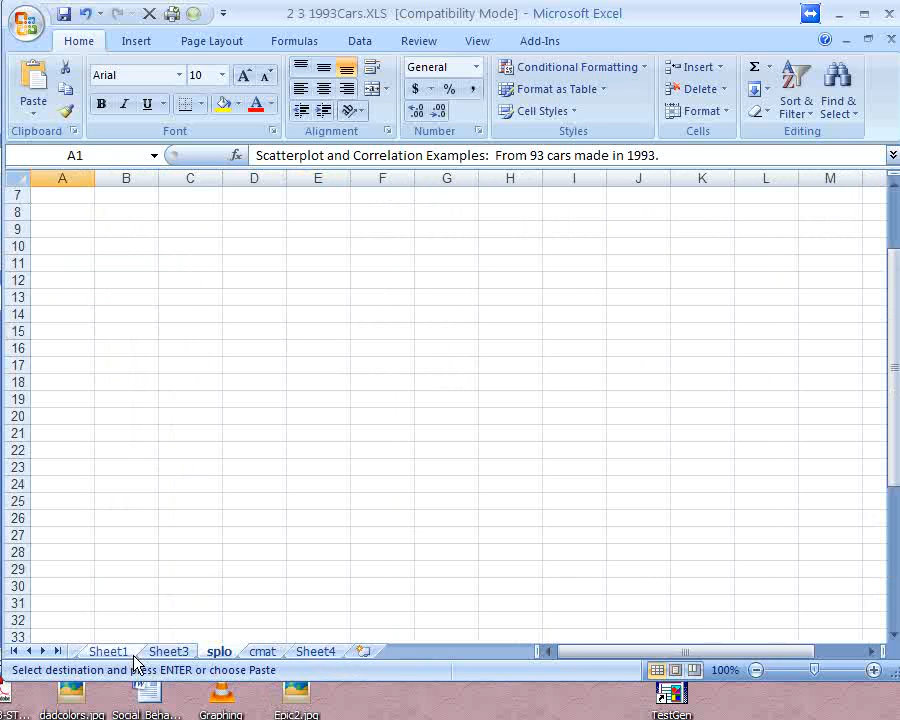 2 3 1993Cars.XLS [Compatibility Mode] - Microsoft Excel
Home Insert Page Layout Formulas Data Review View Add-Ins
Arial 10 General Conditional Formatting Insert Σ
Paste Format as Table Delete Sort & Filter Find & Select
B I U A $ % , Cell Styles Format
Clipboard Font Alignment Number Styles Cells Editing
A1 fx Scatterplot and Correlation Examples: From 93 cars made in 1993.
A B C D E F G H I J K L M
7
8
9
10
11
12
13
14
15
16
17
18
19
20
21
22
23
24
25
26
27
28
29
30
31
32
33
Sheet1 Sheet3 splo cmat Sheet4
Select destination and press ENTER or choose Paste 100%
dadcolors.jpg Social_Beha... Graphing Epic2.jpg TestGen